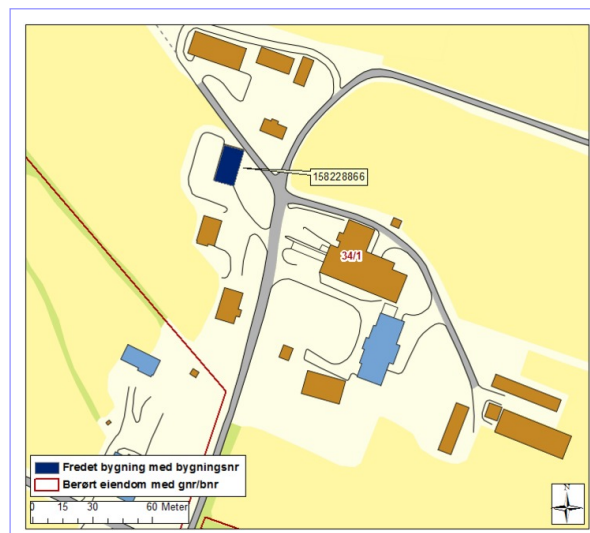 158228866
34/1
Fredet bygning med bygningsnr
Berørt eiendom med gnr/bnr
0 15 30 60 Meter
N